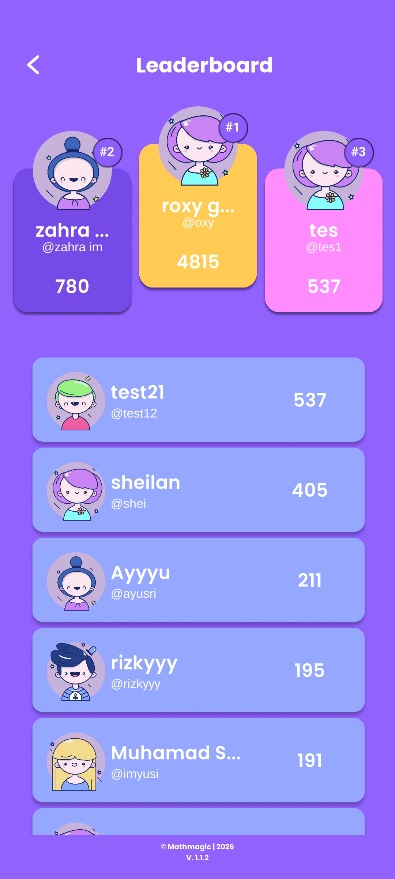 Leaderboard
#1
roxy g...
@oxy
4815
#2
zahra ...
@zahra im
780
#3
tes
@tes1
537
test21
@test12
537
sheilan
@shei
405
Ayyyu
@ayusri
211
rizkyyy
@rizkyyy
195
Muhamad S...
@imyusi
191
© Mathmagic | 2026
V. 1.1.2